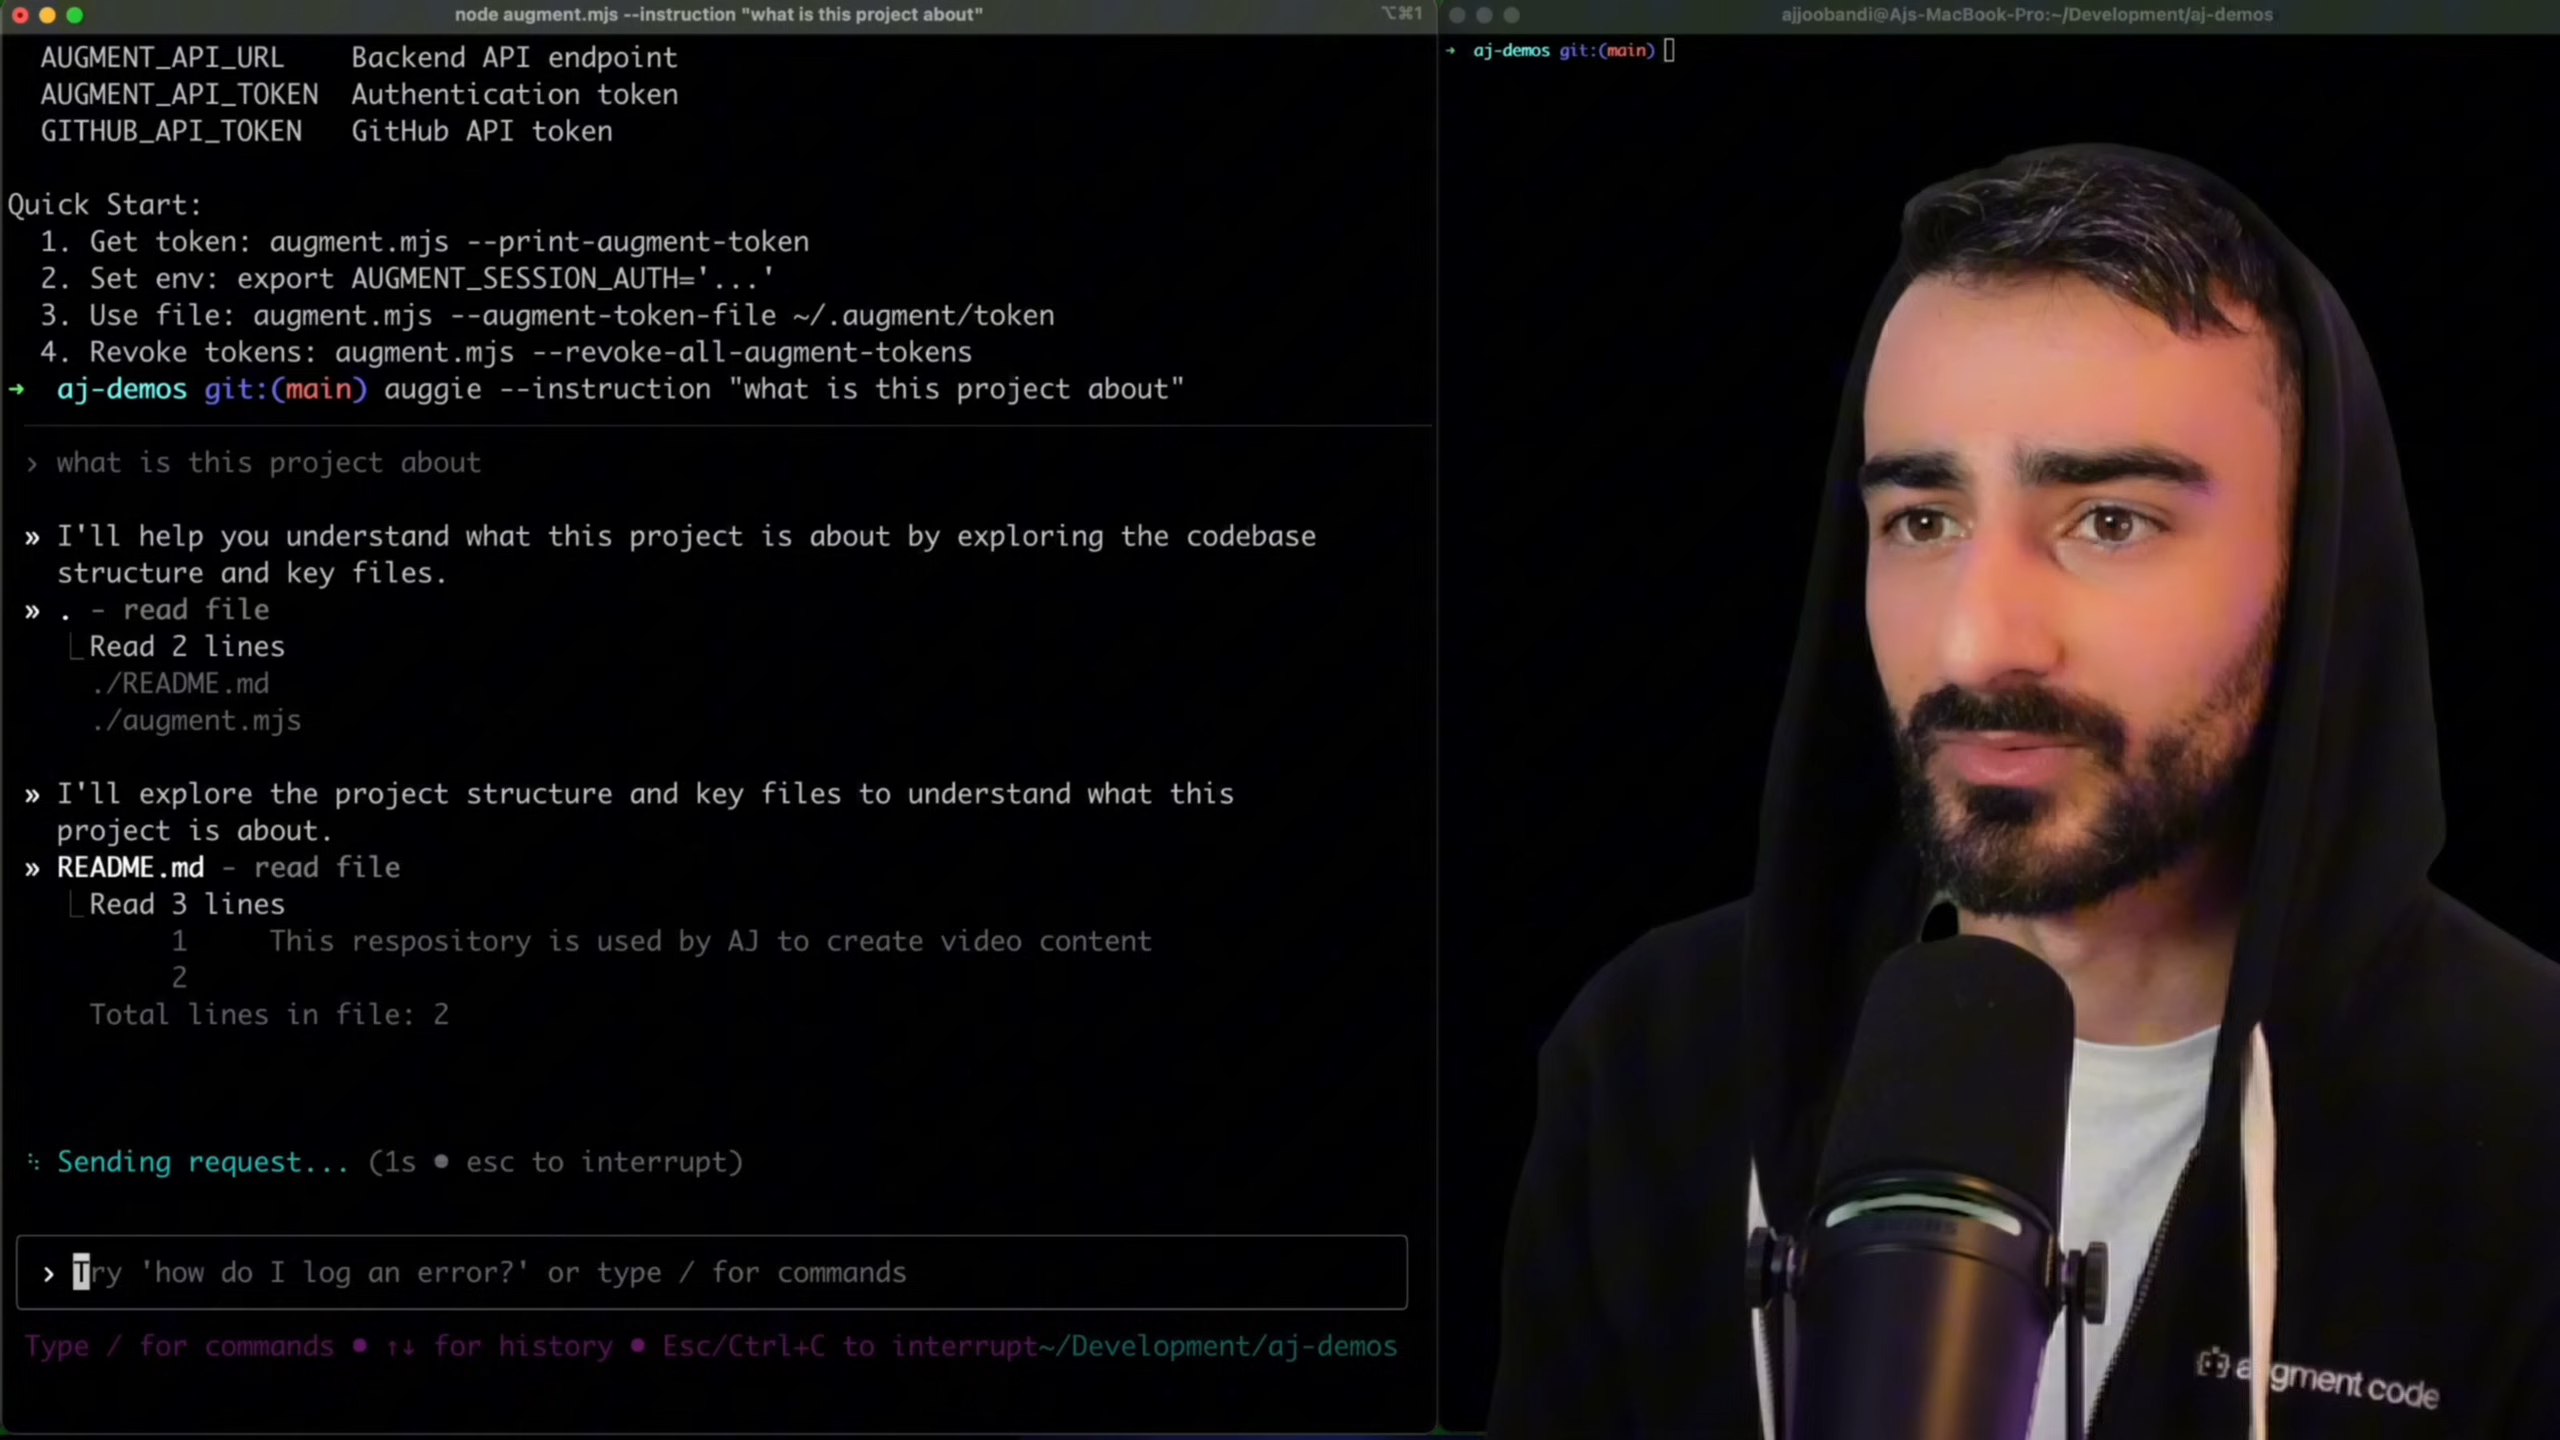 node augment.mjs --instruction "what is this project about"
⌥⌘1
AUGMENT_API_URL    Backend API endpoint
AUGMENT_API_TOKEN  Authentication token
GITHUB_API_TOKEN   GitHub API token
Quick Start:
1. Get token: augment.mjs --print-augment-token
2. Set env: export AUGMENT_SESSION_AUTH='...'
3. Use file: augment.mjs --augment-token-file ~/.augment/token
4. Revoke tokens: augment.mjs --revoke-all-augment-tokens
➜ aj-demos git:(main) auggie --instruction "what is this project about"
› what is this project about
» I'll help you understand what this project is about by exploring the codebase
structure and key files.
» . - read file
Read 2 lines
./README.md
./augment.mjs
» I'll explore the project structure and key files to understand what this
project is about.
» README.md - read file
Read 3 lines
1     This respository is used by AJ to create video content
2
Total lines in file: 2
Sending request... (1s ● esc to interrupt)
› Try 'how do I log an error?' or type / for commands
Type / for commands ● ↑↓ for history ● Esc/Ctrl+C to interrupt~/Development/aj-demos
ajjoobandi@Ajs-MacBook-Pro:~/Development/aj-demos
➜ aj-demos git:(main)
augment code